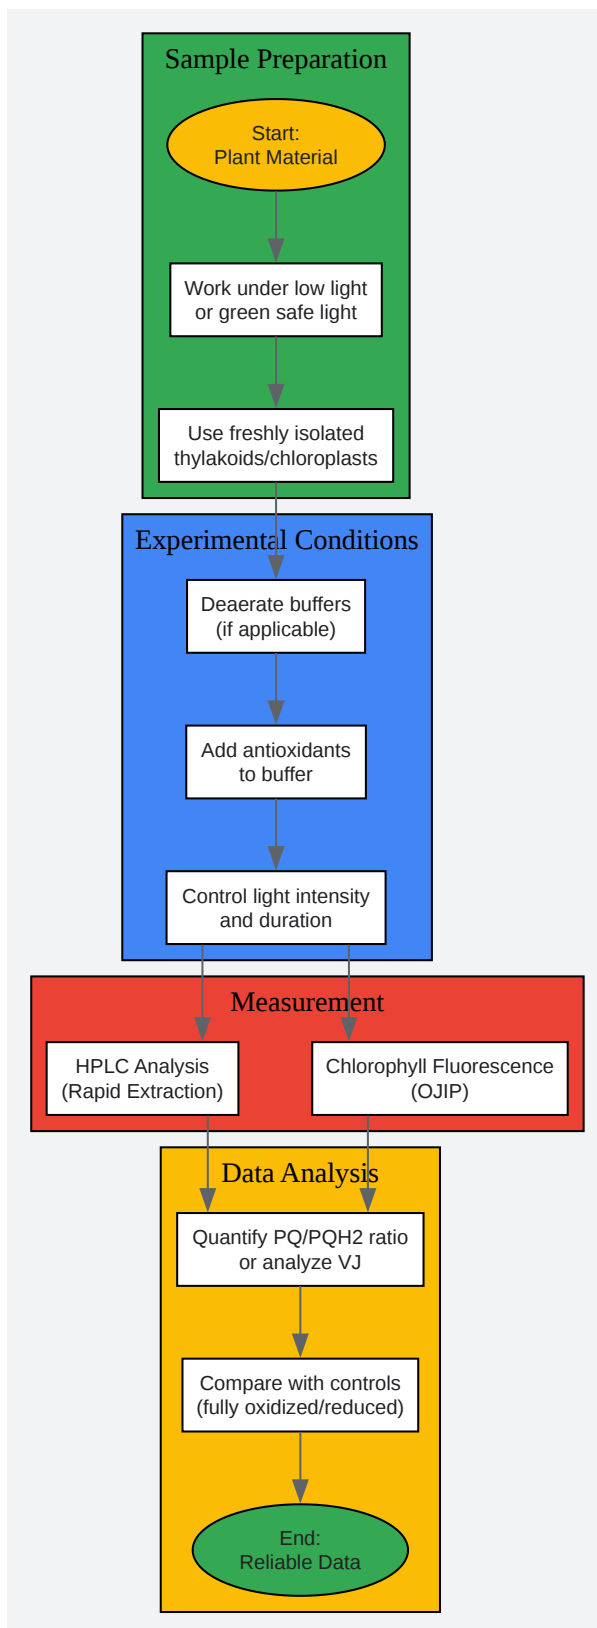 Sample Preparation
Start:
Plant Material
Work under low light
or green safe light
Use freshly isolated
thylakoids/chloroplasts
Experimental Conditions
Deaerate buffers
(if applicable)
Add antioxidants
to buffer
Control light intensity
and duration
Measurement
HPLC Analysis
(Rapid Extraction)
Chlorophyll Fluorescence
(OJIP)
Data Analysis
Quantify PQ/PQH2 ratio
or analyze VJ
Compare with controls
(fully oxidized/reduced)
End:
Reliable Data